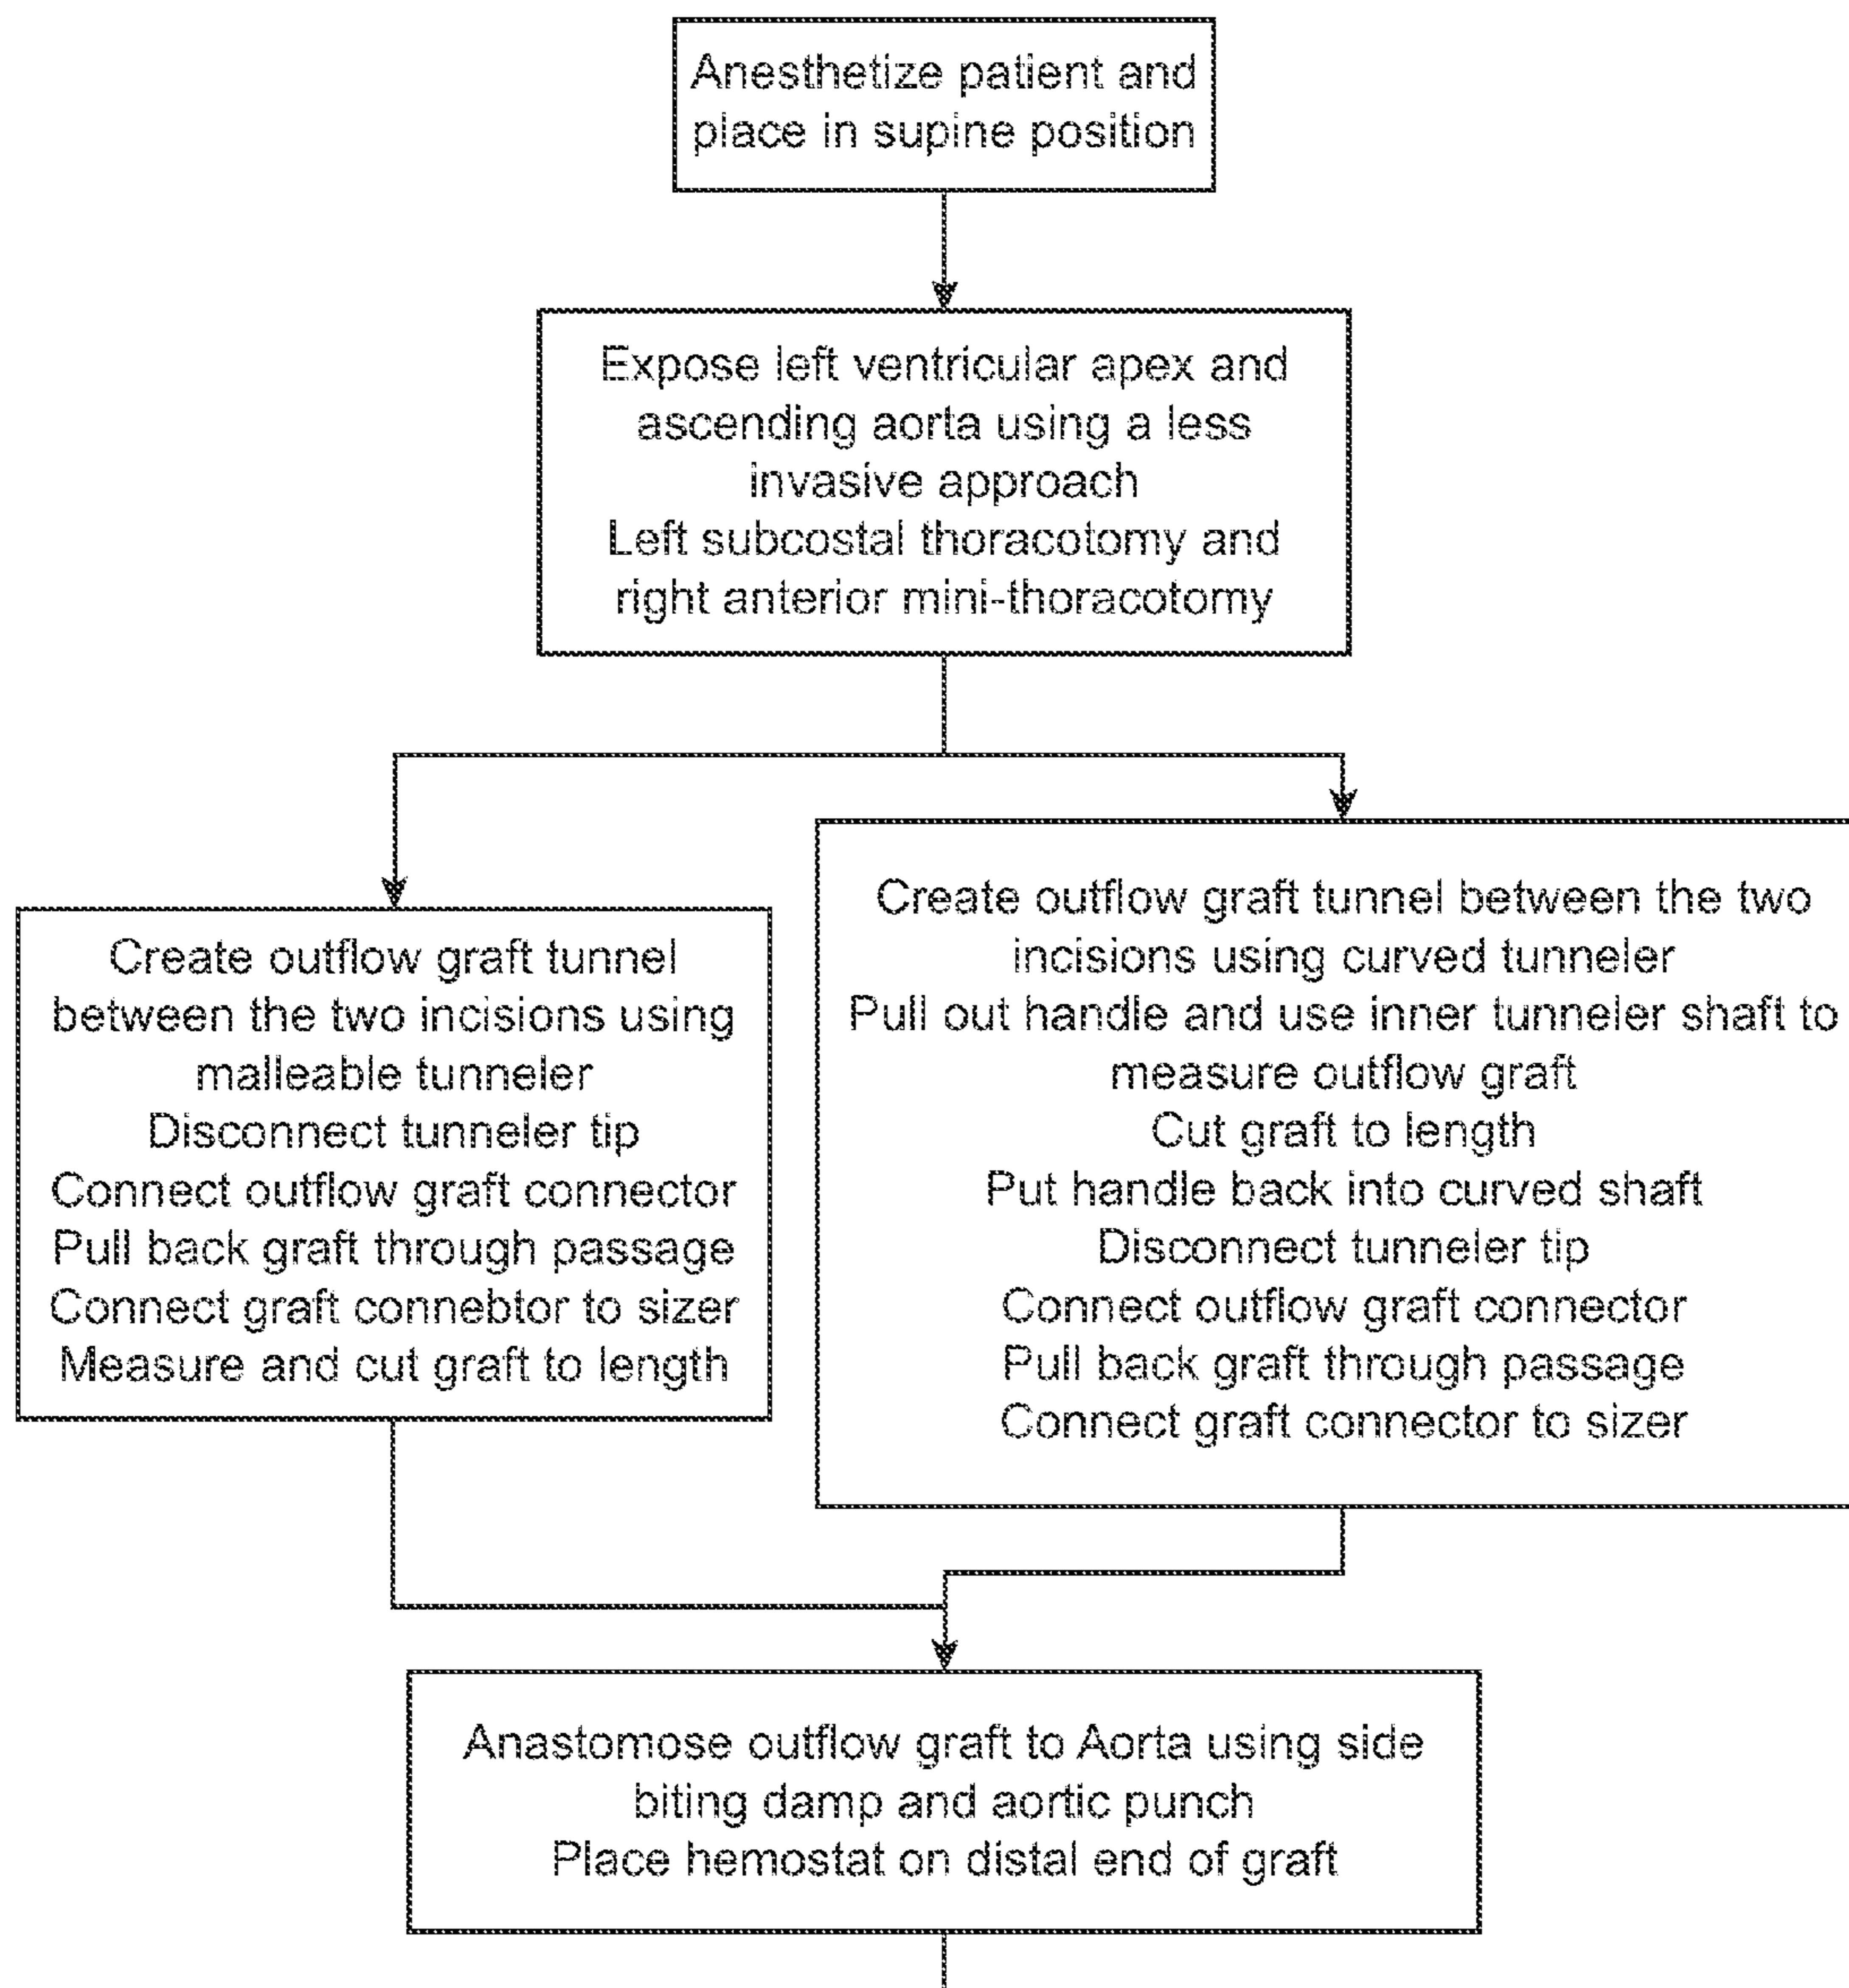 Anesthetize patient and
place in supine position
Expose left ventricular apex and
ascending aorta using a less
invasive approach
Left subcostal thoracotomy and
right anterior mini-thoracotomy
Create outflow graft tunnel
between the two incisions using
malleable tunneler
Disconnect tunneler tip
Connect outflow graft connector
Pull back graft through passage
Connect graft connebtor to sizer
Measure and cut graft to length
Create outflow graft tunnel between the two
incisions using curved tunneler
Pull out handle and use inner tunneler shaft to
measure outflow graft
Cut graft to length
Put handle back into curved shaft
Disconnect tunneler tip
Connect outflow graft connector
Pull back graft through passage
Connect graft connector to sizer
Anastomose outflow graft to Aorta using side
biting damp and aortic punch
Place hemostat on distal end of graft